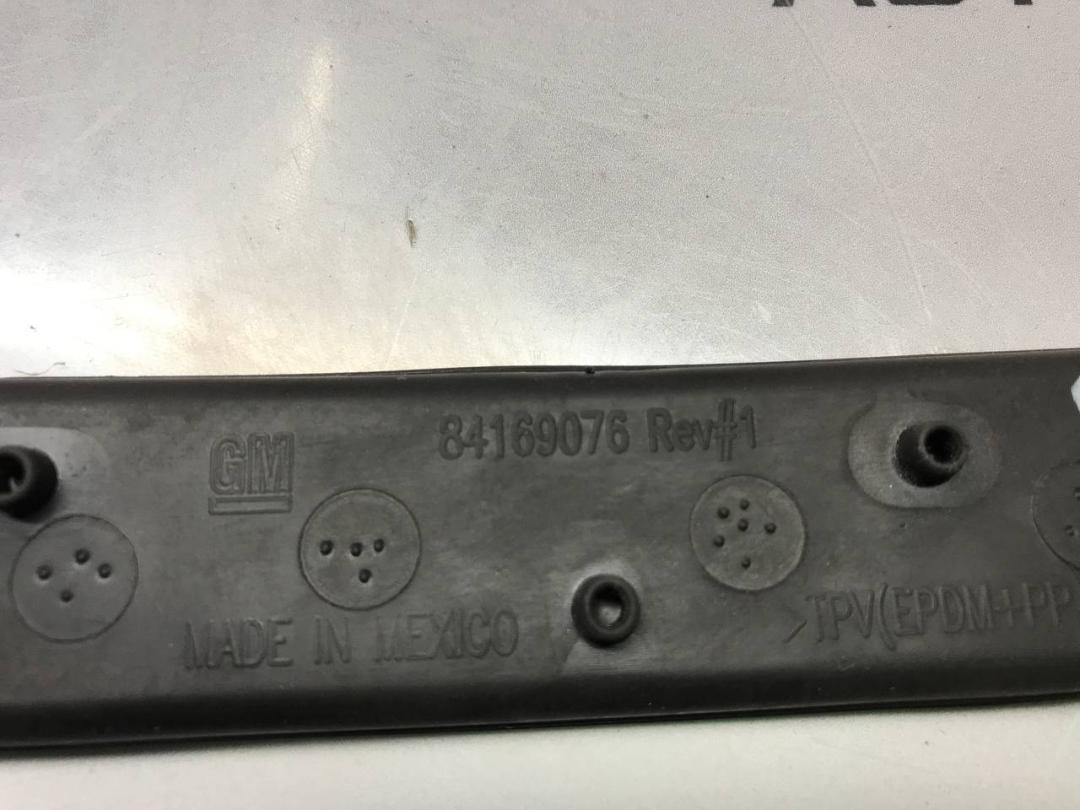 84169076 Rev#1
GM
MADE IN MEXICO
>TPV(EPDM+PP